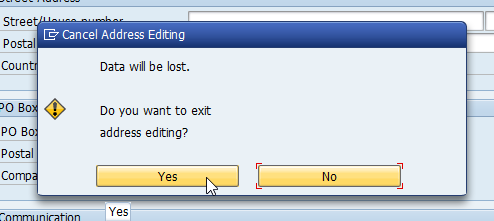 Street/House number
Cancel Address Editing
Postal
Data will be lost.
Countr
PO Box
Do you want to exit
PO Box
address editing?
Postal
Compa
Yes
No
Yes
Communication